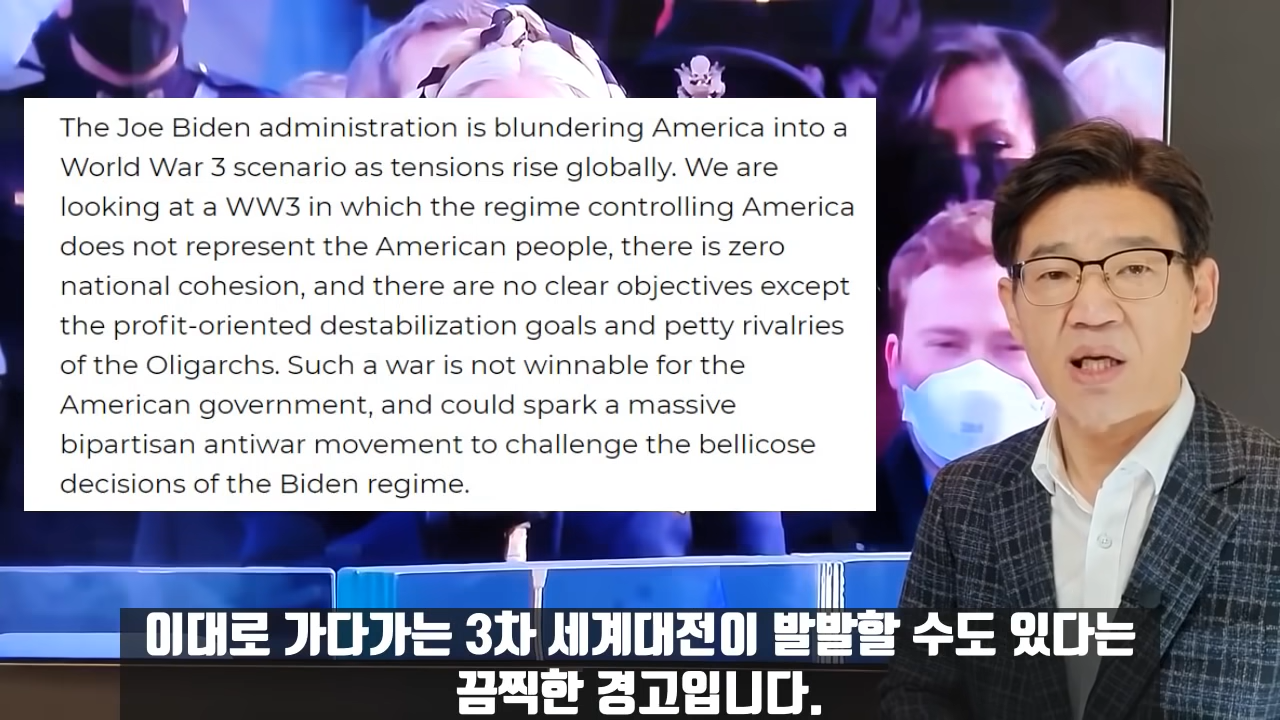 The Joe Biden administration is blundering America into a
World War 3 scenario as tensions rise globally. We are
looking at a WW3 in which the regime controlling America
does not represent the American people, there is zero
national cohesion, and there are no clear objectives except
the profit-oriented destabilization goals and petty rivalries
of the Oligarchs. Such a war is not winnable for the
American government, and could spark a massive
bipartisan antiwar movement to challenge the bellicose
decisions of the Biden regime.
이대로 가다가는 3차 세계대전이 발발할 수도 있다는
끔찍한 경고입니다.